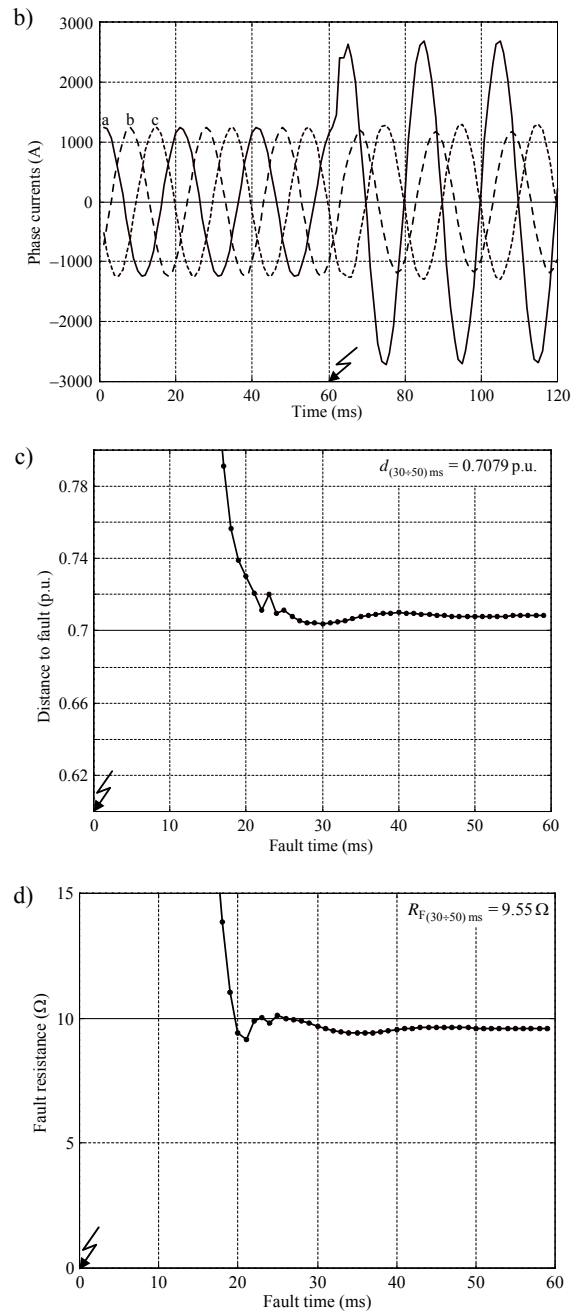 b)
3000
2000
1000
0
–1000
–2000
–3000
a b c
Phase currents (A)
0 20 40 60 80 100 120
Time (ms)
c)
d(30÷50) ms = 0.7079 p.u.
0.78
0.74
0.7
0.66
0.62
Distance to fault (p.u.)
0 10 20 30 40 50 60
Fault time (ms)
d)
RF(30÷50) ms = 9.55 Ω
15
10
5
0
Fault resistance (Ω)
0 10 20 30 40 50 60
Fault time (ms)